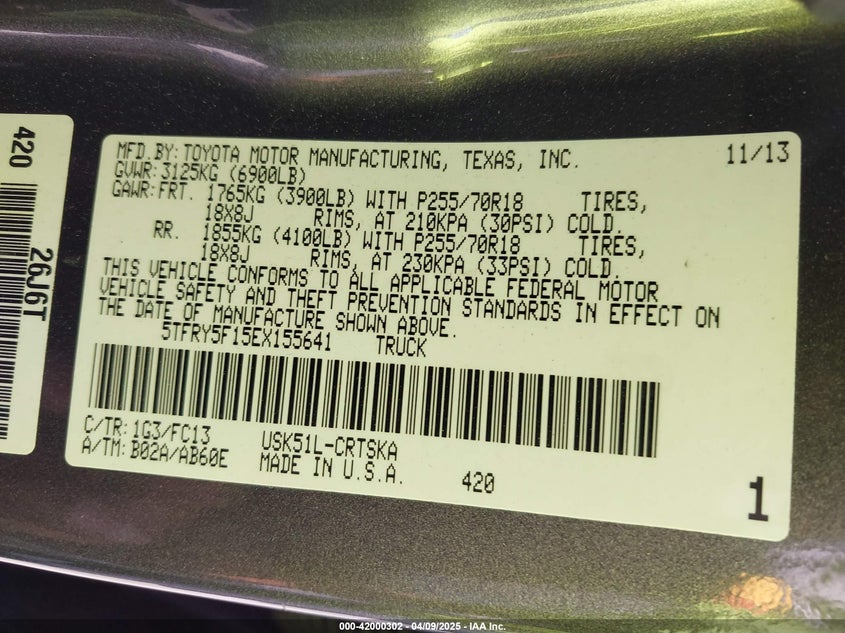 420
26J6T
MFD.BY:TOYOTA MOTOR MANUFACTURING, TEXAS, INC. 11/13
GVWR:3125KG (6900LB)
GAWR:FRT. 1765KG (3900LB) WITH P255/70R18 TIRES,
18X8J RIMS, AT 210KPA (30PSI) COLD.
RR. 1855KG (4100LB) WITH P255/70R18 TIRES,
18X8J RIMS, AT 230KPA (33PSI) COLD.
THIS VEHICLE CONFORMS TO ALL APPLICABLE FEDERAL MOTOR
VEHICLE SAFETY AND THEFT PREVENTION STANDARDS IN EFFECT ON
THE DATE OF MANUFACTURE SHOWN ABOVE.
5TFRY5F15EX155641 TRUCK
C/TR:1G3/FC13 USK51L-CRTSKA
A/TM:B02A/AB60E MADE IN U.S.A. 420
1
000-42000302 - 04/09/2025 - IAA Inc.